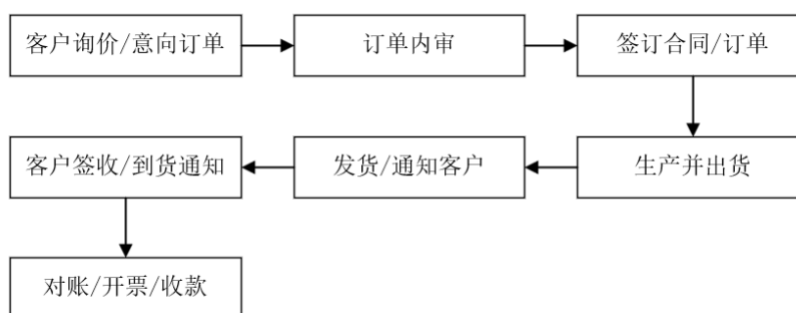 客户询价/意向订单
订单内审
签订合同/订单
生产并出货
发货/通知客户
客户签收/到货通知
对账/开票/收款